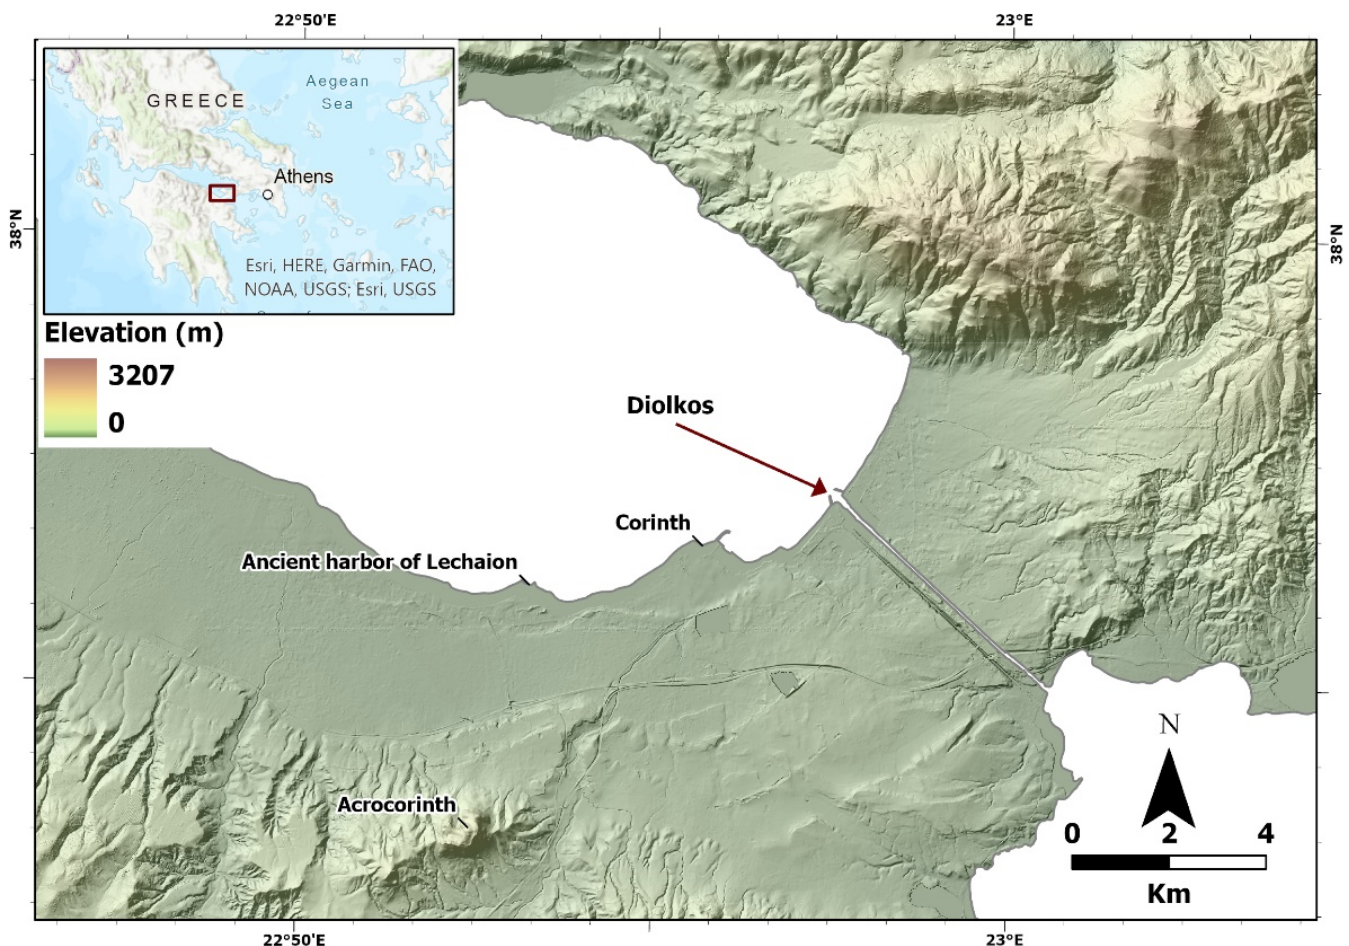 22°50'E
23°E
GREECE
Aegean
Sea
Athens
Esri, HERE, Garmin, FAO,
NOAA, USGS; Esri, USGS
38°N
38°N
Elevation (m)
3207
0
Diolkos
Corinth
Ancient harbor of Lechaion
Acrocorinth
N
0 2 4
Km
22°50'E
23°E